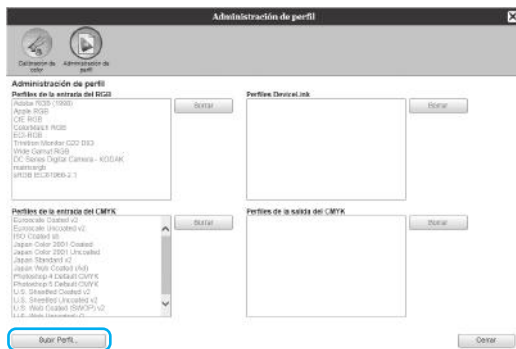 Administración de perfil
Calibración de color
Administración de perfil
Administración de perfil
Perfiles de la entrada del RGB
Adobe RGB (1998)
Apple RGB
CIE RGB
ColorMatch RGB
ECI-RGB
Trinitron Monitor G22 D93
Wide Gamut RGB
DC Series Digital Camera - KODAK
sRGB IEC61966-2.1
Borrar
Perfiles DeviceLink
Borrar
Perfiles de la entrada del CMYK
Euroscale Coated v2
Euroscale Uncoated v2
ISO Coated sb
Japan Color 2001 Coated
Japan Color 2001 Uncoated
Japan Standard v2
Japan Web Coated (Ad)
Photoshop 4 Default CMYK
Photoshop 5 Default CMYK
U.S. Sheetfed Coated v2
U.S. Sheetfed Uncoated v2
U.S. Web Coated (SWOP) v2
U.S. Web Uncoated v2
Borrar
Perfiles de la salida del CMYK
Borrar
Subir Perfil...
Cerrar